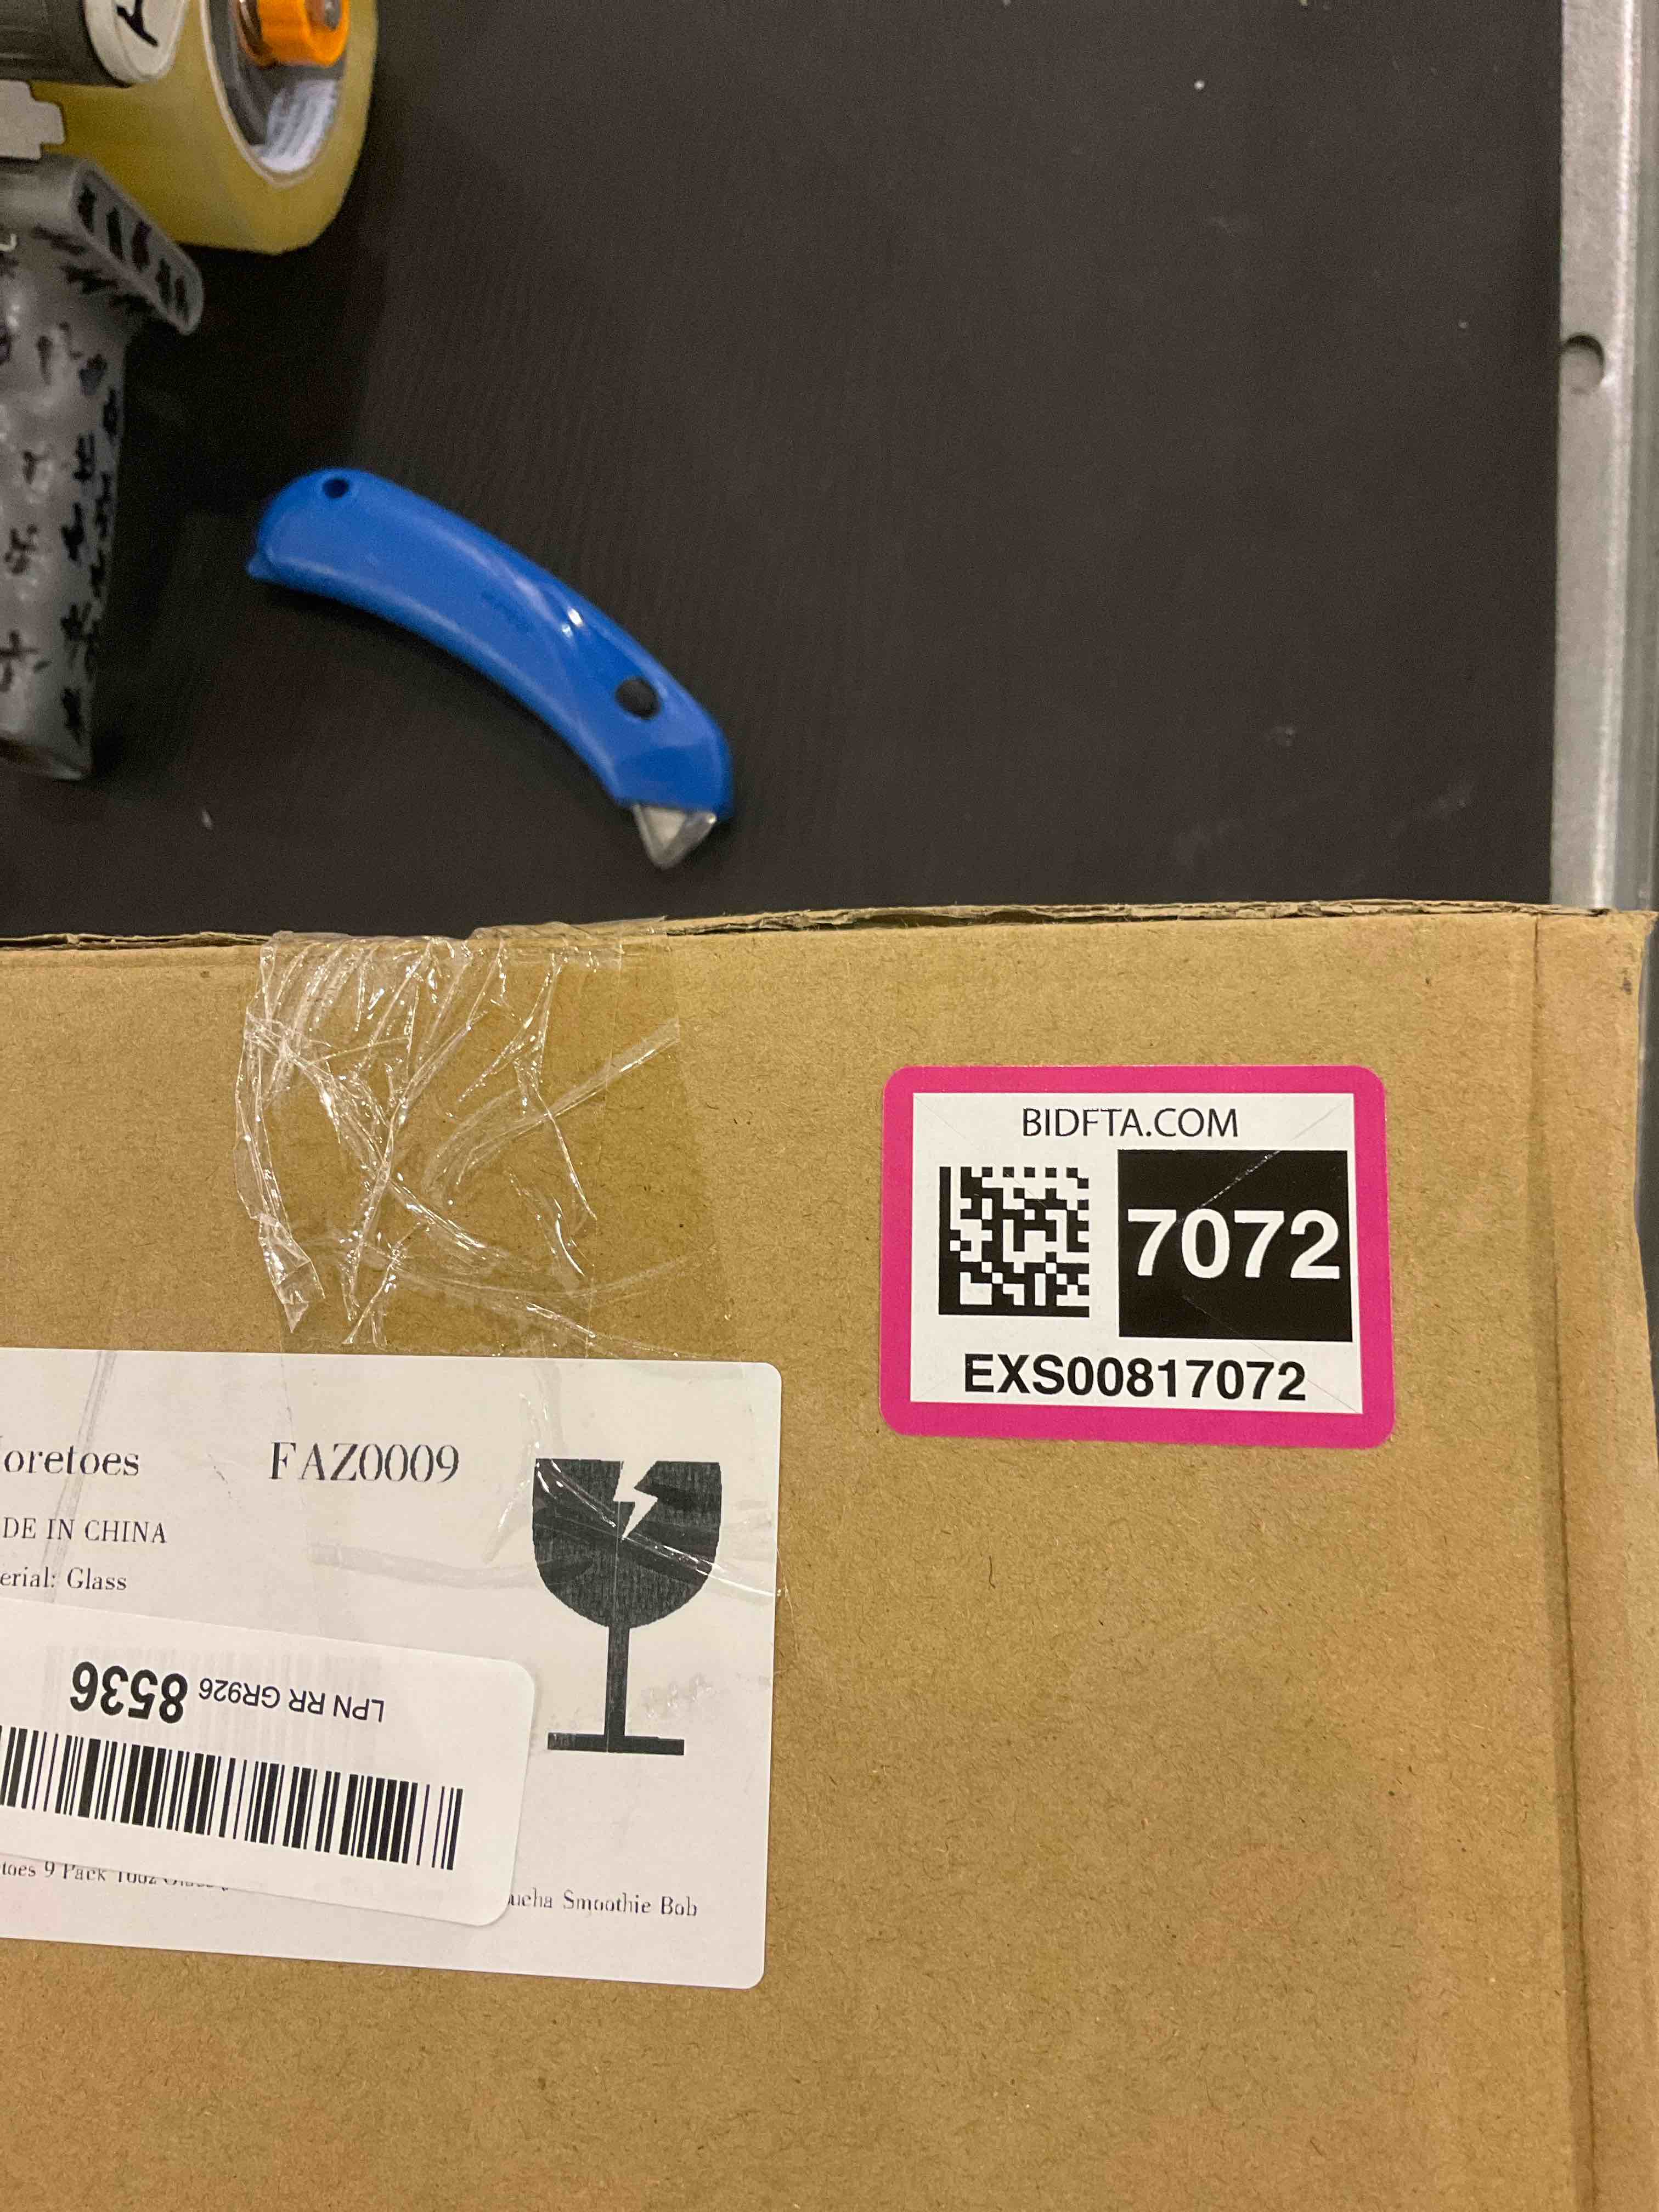 BIDFTA.COM
7072
EXS00817072
oretoes FAZ0009
DE IN CHINA
erial: Glass
LPN RR GR926 8536
toes 9 Pack
ucha Smoothie Bob